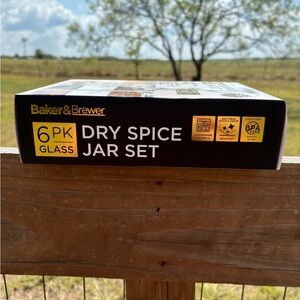 Baker&Brewer
6 PK
GLASS
DRY SPICE
JAR SET
BPA